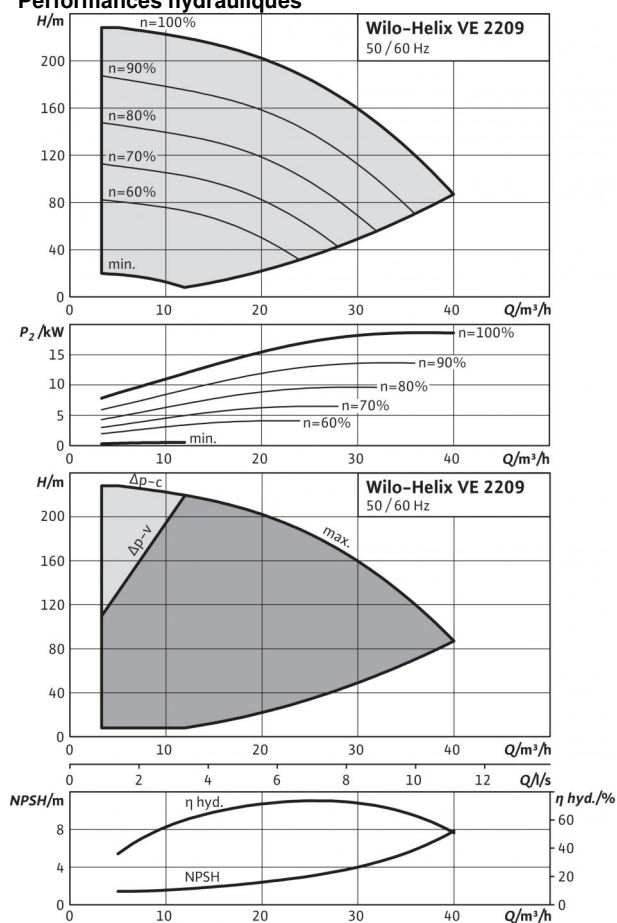 Performances hydrauliques
H/m
n=100%
Wilo-Helix VE 2209
50 / 60 Hz
200
n=90%
160
n=80%
120
n=70%
80
n=60%
40
min.
0
0 10 20 30 40 Q/m³/h
P₂ /kW
n=100%
15
n=90%
10
n=80%
n=70%
5
n=60%
min.
0
0 10 20 30 40 Q/m³/h
H/m
Δp-c
Wilo-Helix VE 2209
50 / 60 Hz
200
Δp-v
max.
160
120
80
40
0
0 10 20 30 40 Q/m³/h
0 2 4 6 8 10 12 Q/l/s
NPSH/m
η hyd.
η hyd./%
8
60
40
4
NPSH
20
0
0
0 10 20 30 40 Q/m³/h